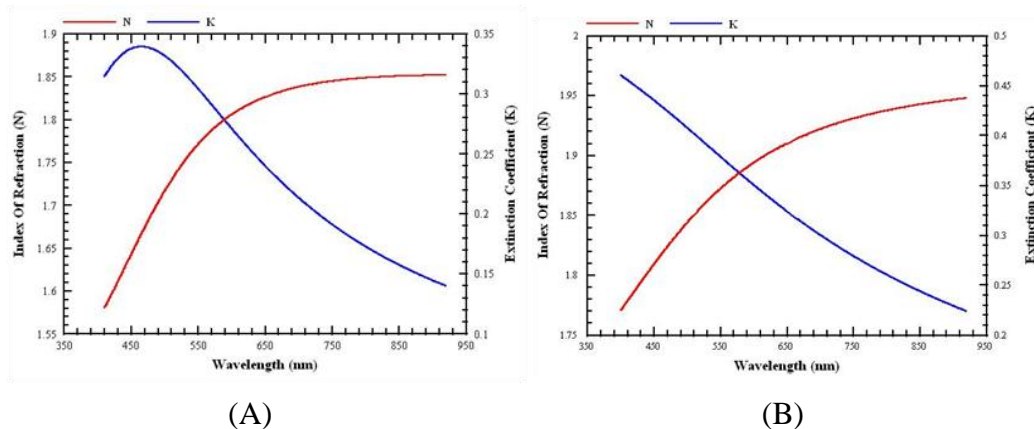 N K
1.9
1.85
1.8
1.75
1.7
1.65
1.6
1.55
Index Of Refraction (N)
0.35
0.3
0.25
0.2
0.15
0.1
Extinction Coefficient (K)
350 450 550 650 750 850 950
Wavelength (nm)
(A)
N K
2
1.95
1.9
1.85
1.8
1.75
Index Of Refraction (N)
0.5
0.45
0.4
0.35
0.3
0.25
0.2
Extinction Coefficient (K)
350 450 550 650 750 850 950
Wavelength (nm)
(B)